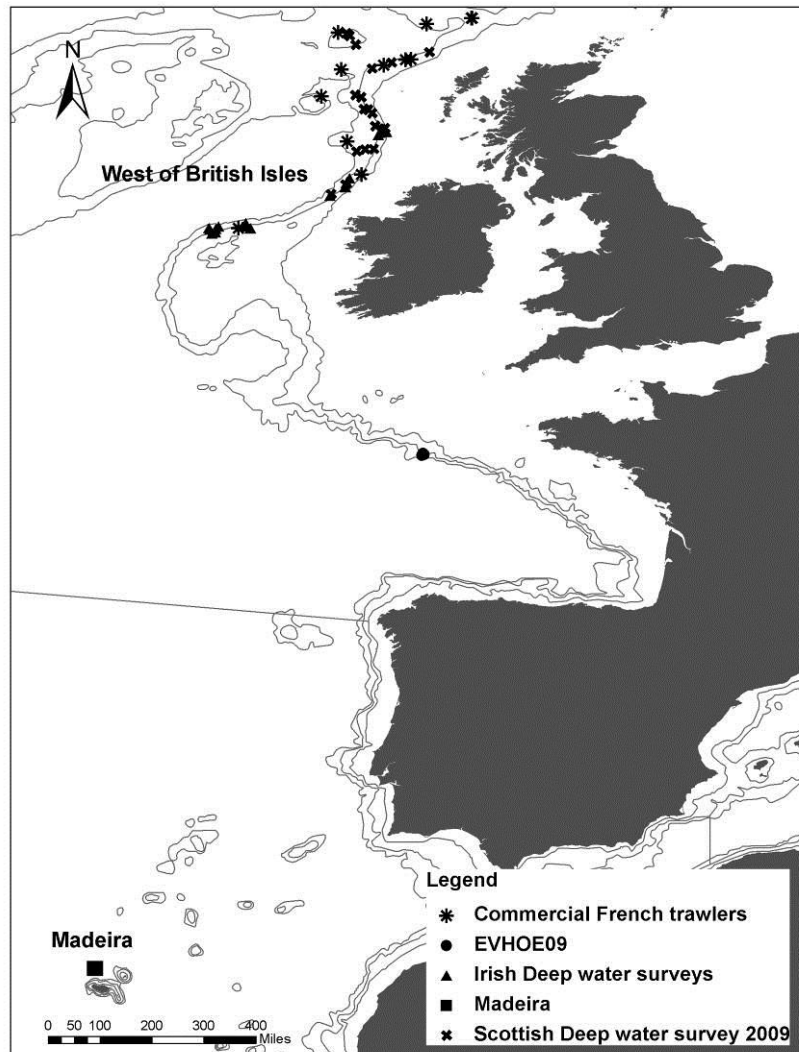 N
West of British Isles
Legend
Commercial French trawlers
EVHOE09
Irish Deep water surveys
Madeira
Scottish Deep water survey 2009
Madeira
0 50 100 200 300 400 Miles